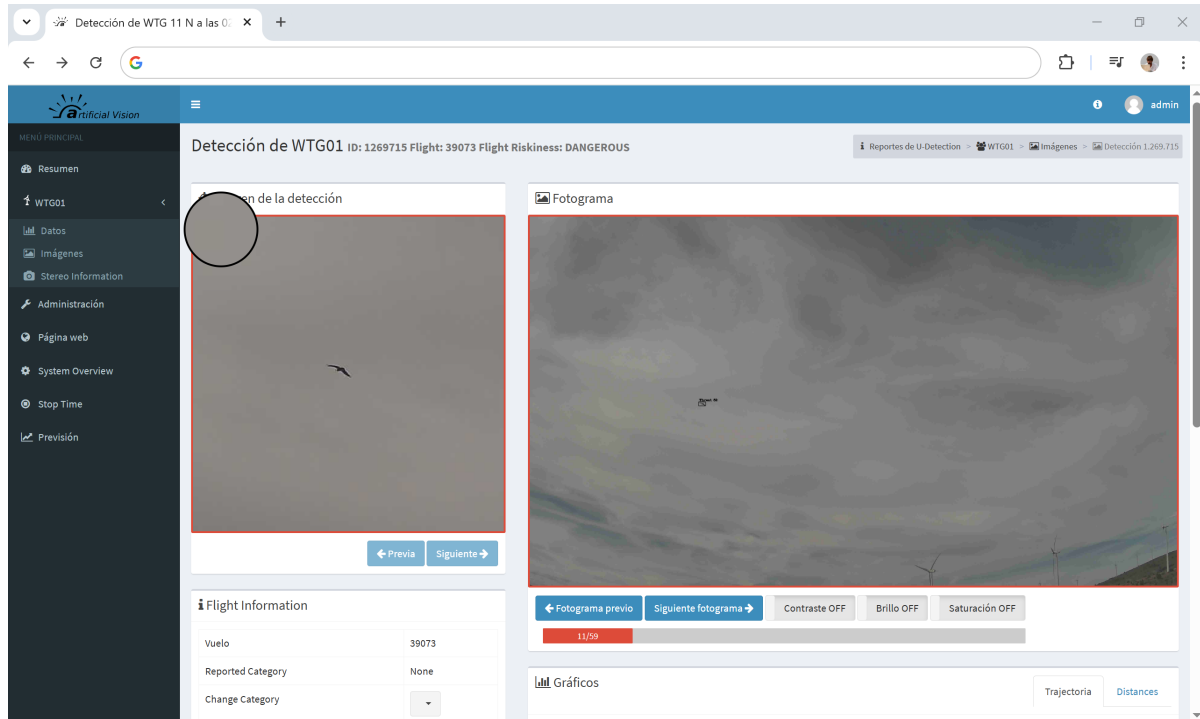 Detección de WTG 11 N a las 0
artificial Vision
admin
MENÚ PRINCIPAL
Resumen
WTG01
Datos
Imágenes
Stereo Information
Administración
Página web
System Overview
Stop Time
Previsión
Detección de WTG01 ID: 1269715 Flight: 39073 Flight Riskiness: DANGEROUS
Reportes de U-Detection > WTG01 > Imágenes > Detección 1.269.715
de la detección
Previa
Siguiente
Flight Information
Vuelo 39073
Reported Category None
Change Category
Fotograma
Fotograma previo
Siguiente fotograma
Contraste OFF
Brillo OFF
Saturación OFF
11/59
Gráficos
Trajectoria
Distances